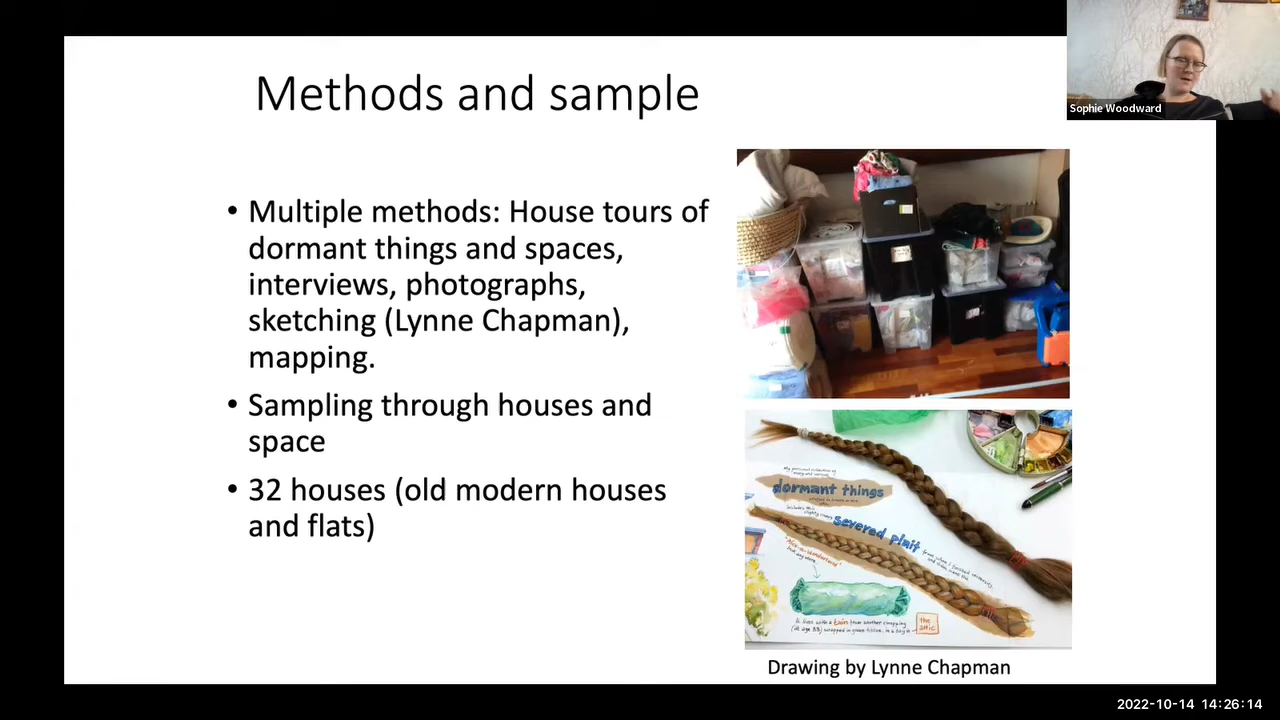 Methods and sample
Sophie Woodward
• Multiple methods: House tours of
dormant things and spaces,
interviews, photographs,
sketching (Lynne Chapman),
mapping.
• Sampling through houses and
space
• 32 houses (old modern houses
and flats)
dormant things
severed plait
the
attic
Drawing by Lynne Chapman
2022-10-14 14:26:14